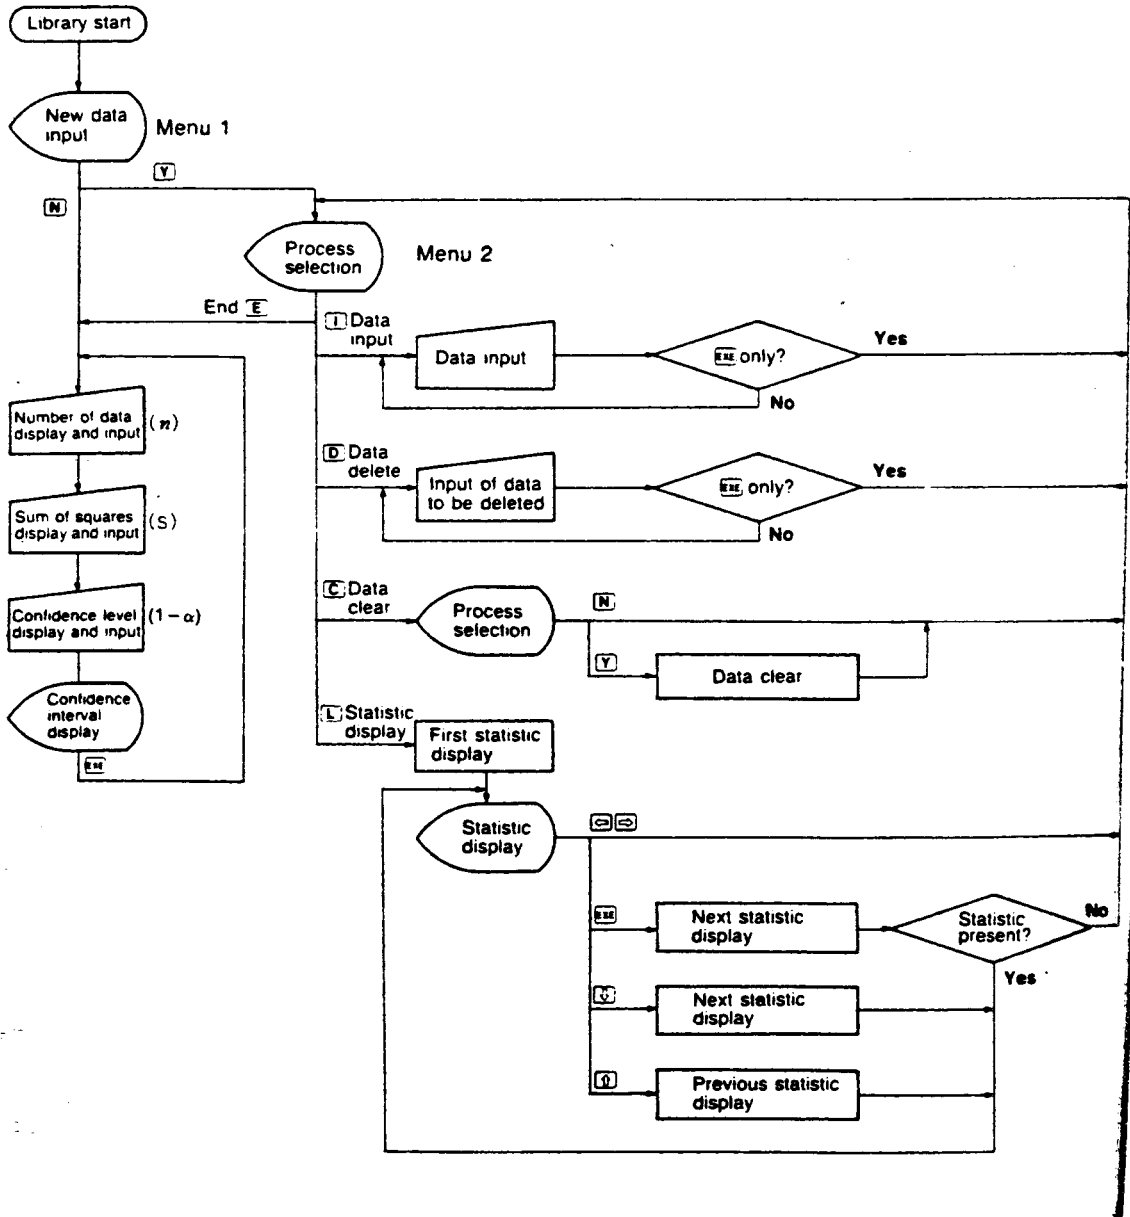 Library start
New data
input
Menu 1
Y
N
Process
selection
Menu 2
End E
I Data
input
Data input
EXE only?
Yes
No
Number of data
display and input
(n)
D Data
delete
Input of data
to be deleted
EXE only?
Yes
No
Sum of squares
display and input
(S)
C Data
clear
Process
selection
N
Y
Data clear
Confidence level
display and input
(1 − α)
Confidence
interval
display
EXE
L Statistic
display
First statistic
display
Statistic
display
⇦ ⇨
EXE
Next statistic
display
Statistic
present?
No
Yes
⇩
Next statistic
display
⇧
Previous statistic
display